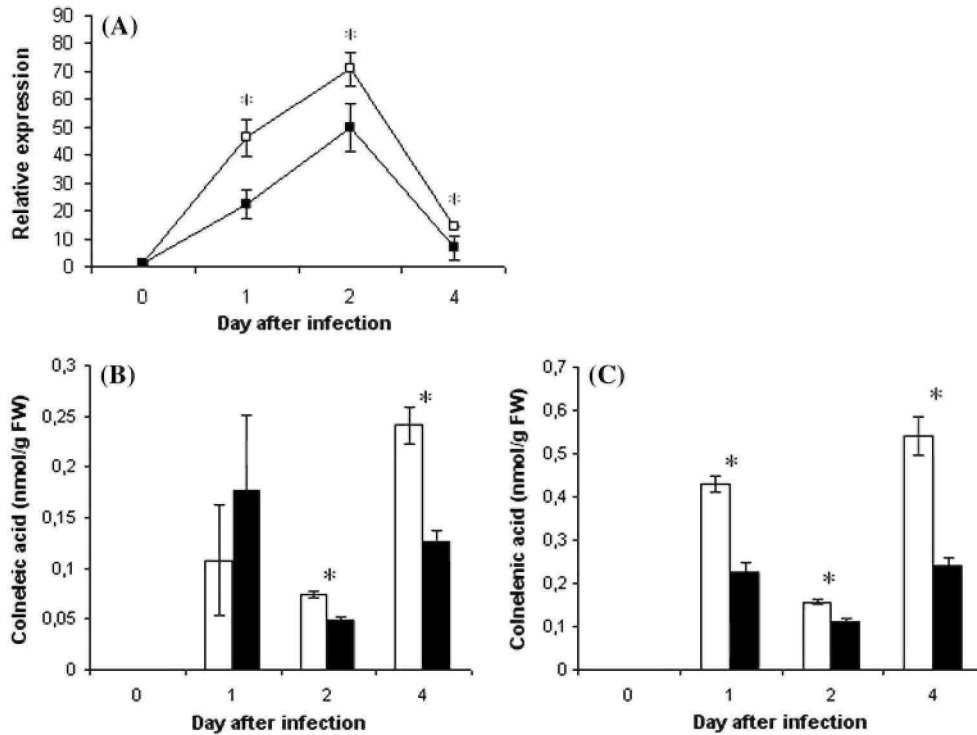 (A)
Relative expression
90
80
70
60
50
40
30
20
10
0
*
*
*
0 1 2 4
Day after infection
(B)
Colneleic acid (nmol/g FW)
0,3
0,25
0,2
0,15
0,1
0,05
0
*
*
0 1 2 4
Day after infection
(C)
Colnelenic acid (nmol/g FW)
0,7
0,6
0,5
0,4
0,3
0,2
0,1
0
*
*
*
0 1 2 4
Day after infection